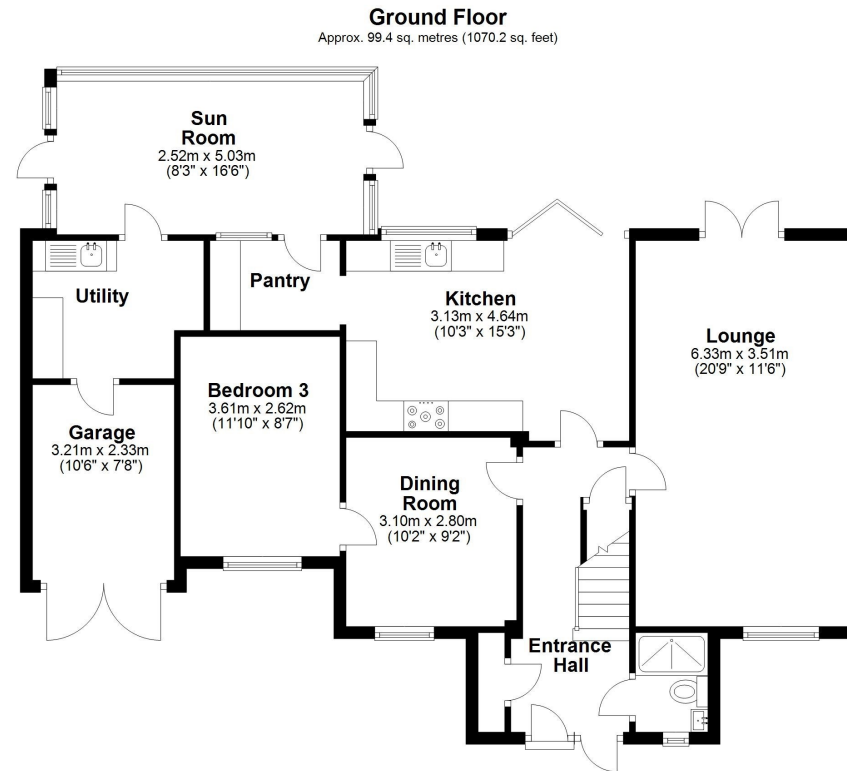 Ground Floor
Approx. 99.4 sq. metres (1070.2 sq. feet)
Sun
Room
2.52m x 5.03m
(8'3" x 16'6")
Utility
Pantry
Kitchen
3.13m x 4.64m
(10'3" x 15'3")
Lounge
6.33m x 3.51m
(20'9" x 11'6")
Bedroom 3
3.61m x 2.62m
(11'10" x 8'7")
Garage
3.21m x 2.33m
(10'6" x 7'8")
Dining
Room
3.10m x 2.80m
(10'2" x 9'2")
Entrance
Hall